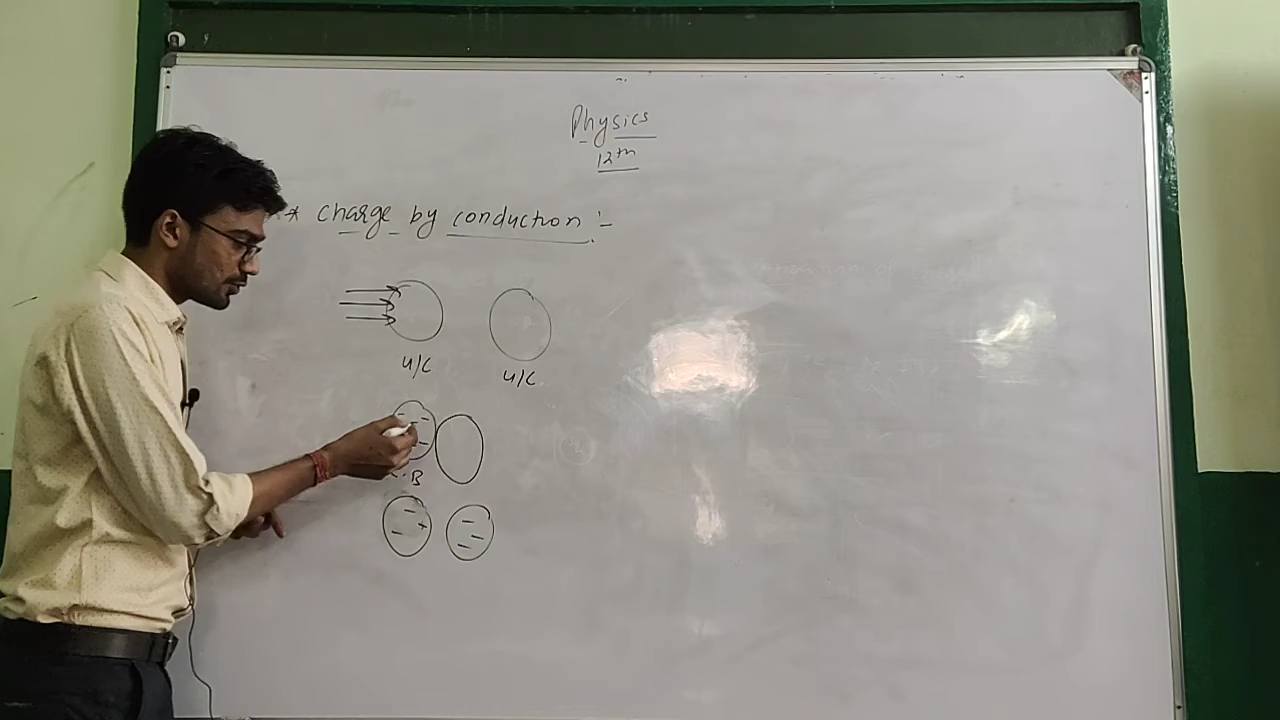 Physics
12th
* Charge by conduction :-
u/c
u/c
B
- -
+
-
- - -